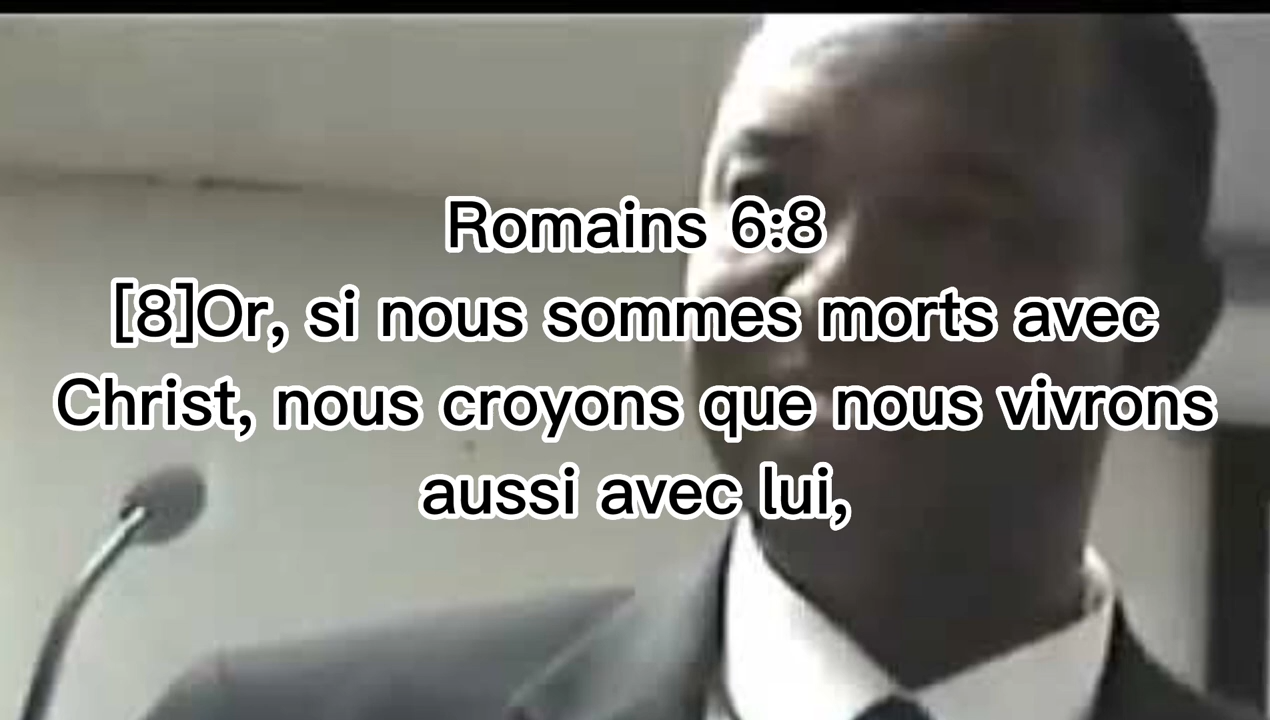 Romains 6:8
[8]Or, si nous sommes morts avec
Christ, nous croyons que nous vivrons
aussi avec lui,